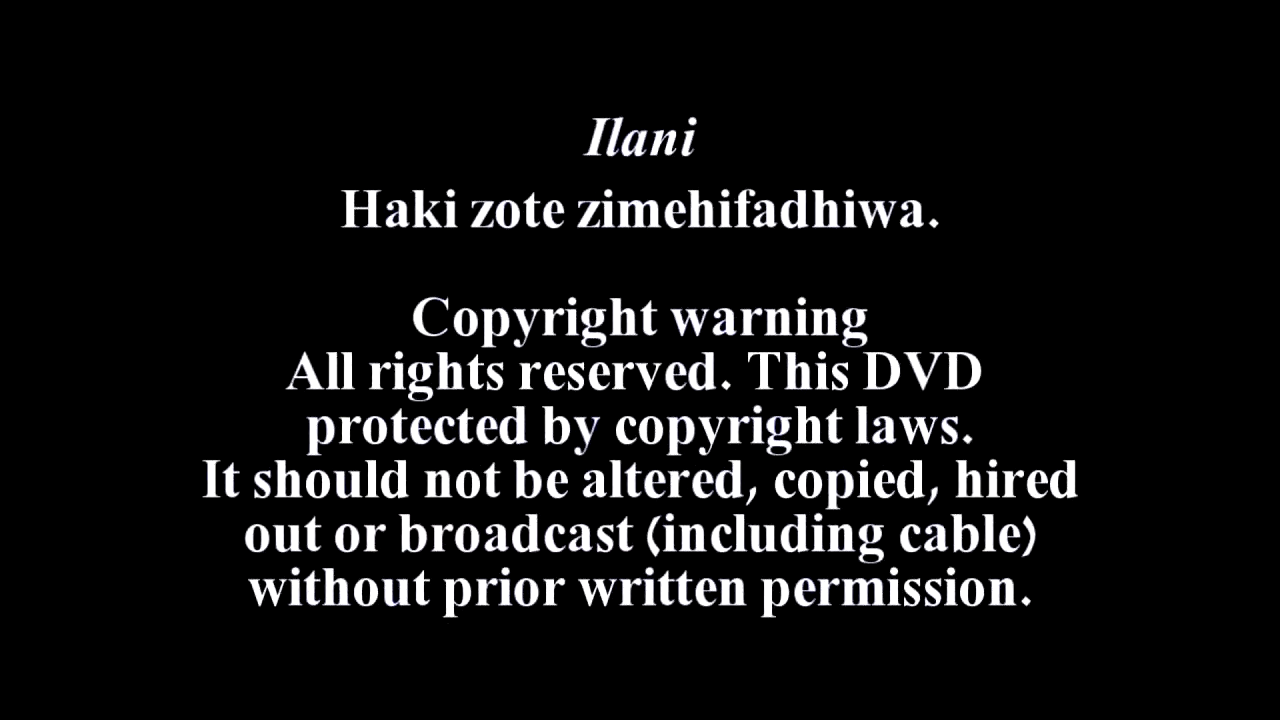 Ilani
Haki zote zimehifadhiwa.
Copyright warning
All rights reserved. This DVD
protected by copyright laws.
It should not be altered, copied, hired
out or broadcast (including cable)
without prior written permission.